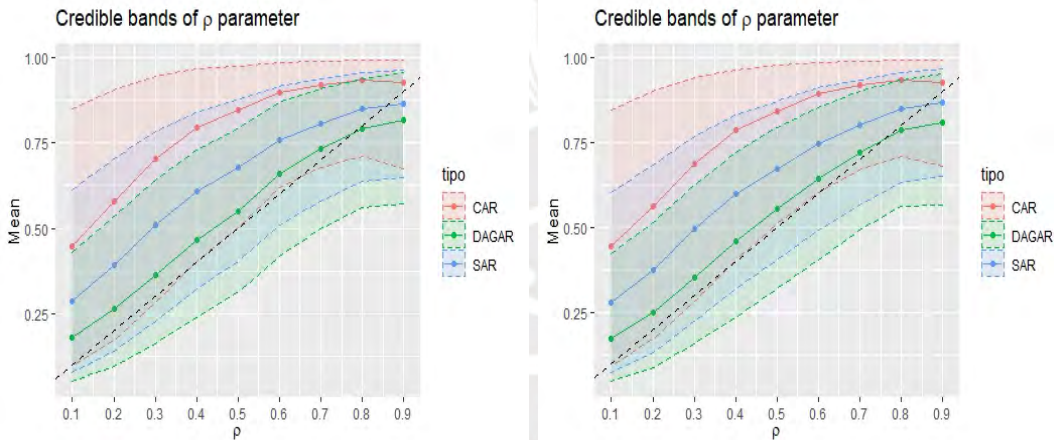 Credible bands of ρ parameter
1.00
0.75
0.50
0.25
Mean
0.1 0.2 0.3 0.4 0.5 0.6 0.7 0.8 0.9
ρ
tipo
CAR
DAGAR
SAR
Credible bands of ρ parameter
1.00
0.75
0.50
0.25
Mean
0.1 0.2 0.3 0.4 0.5 0.6 0.7 0.8 0.9
ρ
tipo
CAR
DAGAR
SAR